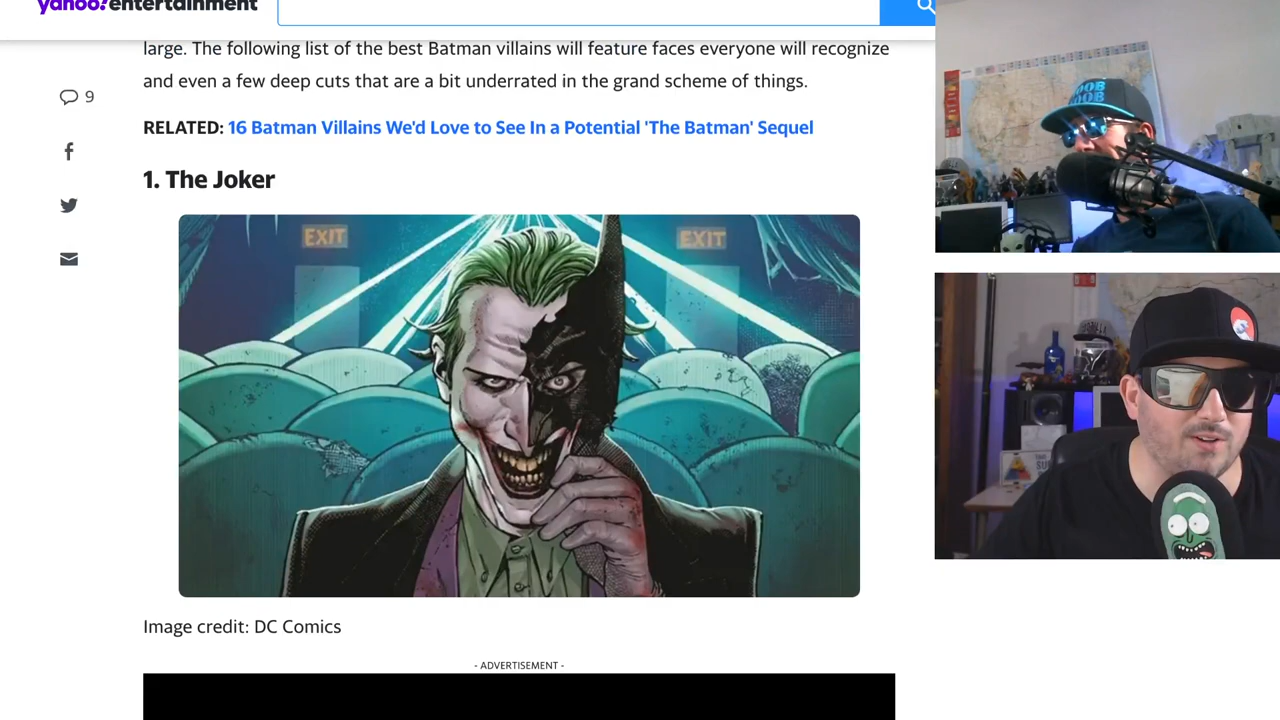 yahoo!entertainment
large. The following list of the best Batman villains will feature faces everyone will recognize
and even a few deep cuts that are a bit underrated in the grand scheme of things.
9
RELATED: 16 Batman Villains We'd Love to See In a Potential 'The Batman' Sequel
1. The Joker
EXIT
EXIT
Image credit: DC Comics
- ADVERTISEMENT -